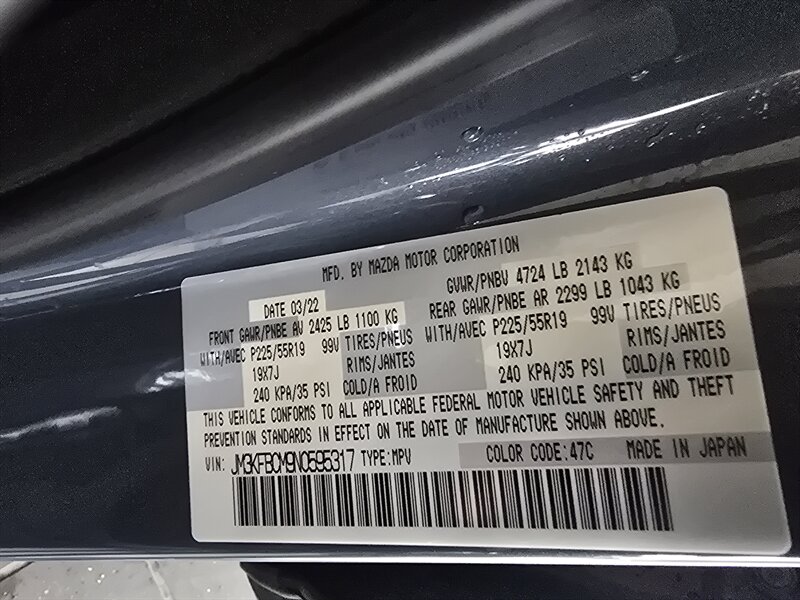 MFD. BY MAZDA MOTOR CORPORATION
DATE 03/22 GVWR/PNBV 4724 LB 2143 KG
FRONT GAWR/PNBE AV 2425 LB 1100 KG REAR GAWR/PNBE AR 2299 LB 1043 KG
WITH/AVEC P225/55R19 99V TIRES/PNEUS WITH/AVEC P225/55R19 99V TIRES/PNEUS
19X7J RIMS/JANTES 19X7J RIMS/JANTES
240 KPA/35 PSI COLD/A FROID 240 KPA/35 PSI COLD/A FROID
THIS VEHICLE CONFORMS TO ALL APPLICABLE FEDERAL MOTOR VEHICLE SAFETY AND THEFT
PREVENTION STANDARDS IN EFFECT ON THE DATE OF MANUFACTURE SHOWN ABOVE.
VIN: JM3KFBCM9N0595317 TYPE:MPV COLOR CODE:47C MADE IN JAPAN